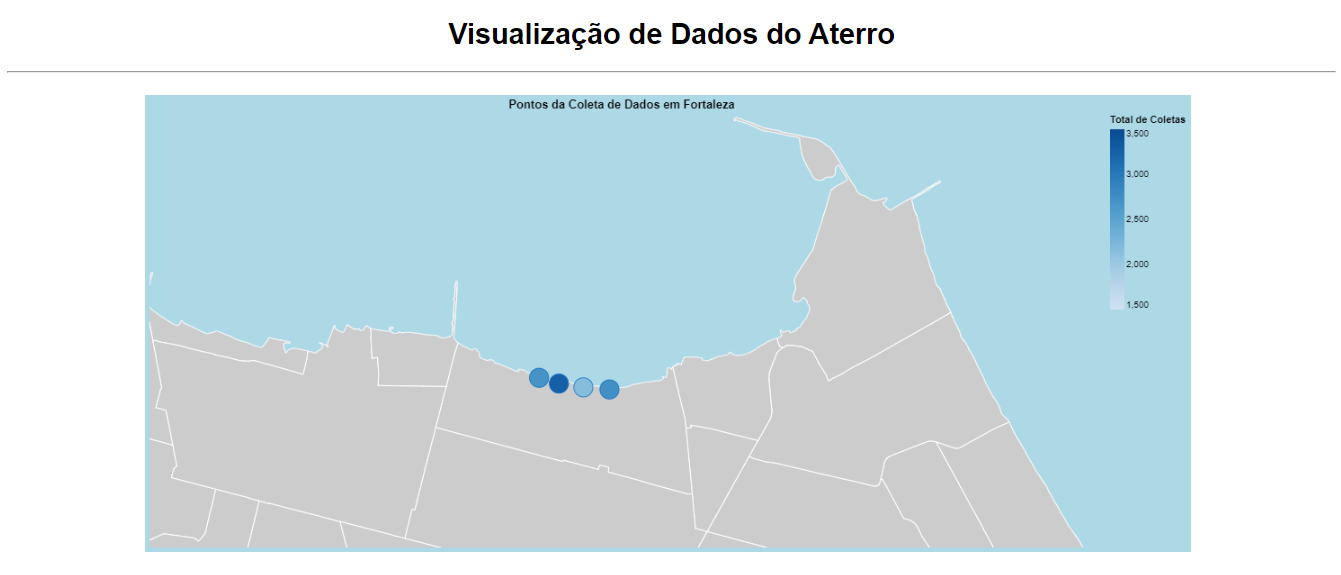 Visualização de Dados do Aterro
Pontos da Coleta de Dados em Fortaleza
Total de Coletas
3,500
3,000
2,500
2,000
1,500